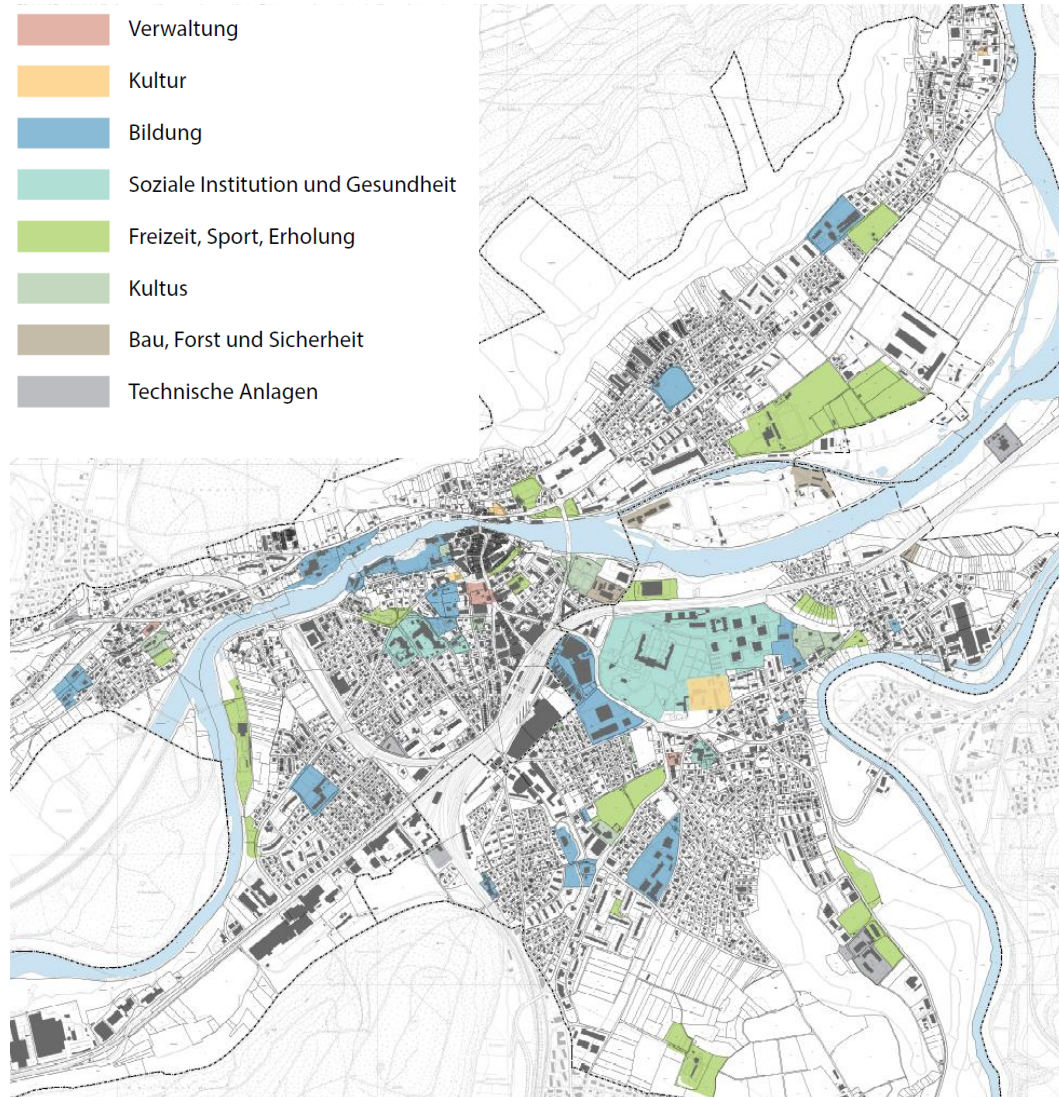 Verwaltung
Kultur
Bildung
Soziale Institution und Gesundheit
Freizeit, Sport, Erholung
Kultus
Bau, Forst und Sicherheit
Technische Anlagen